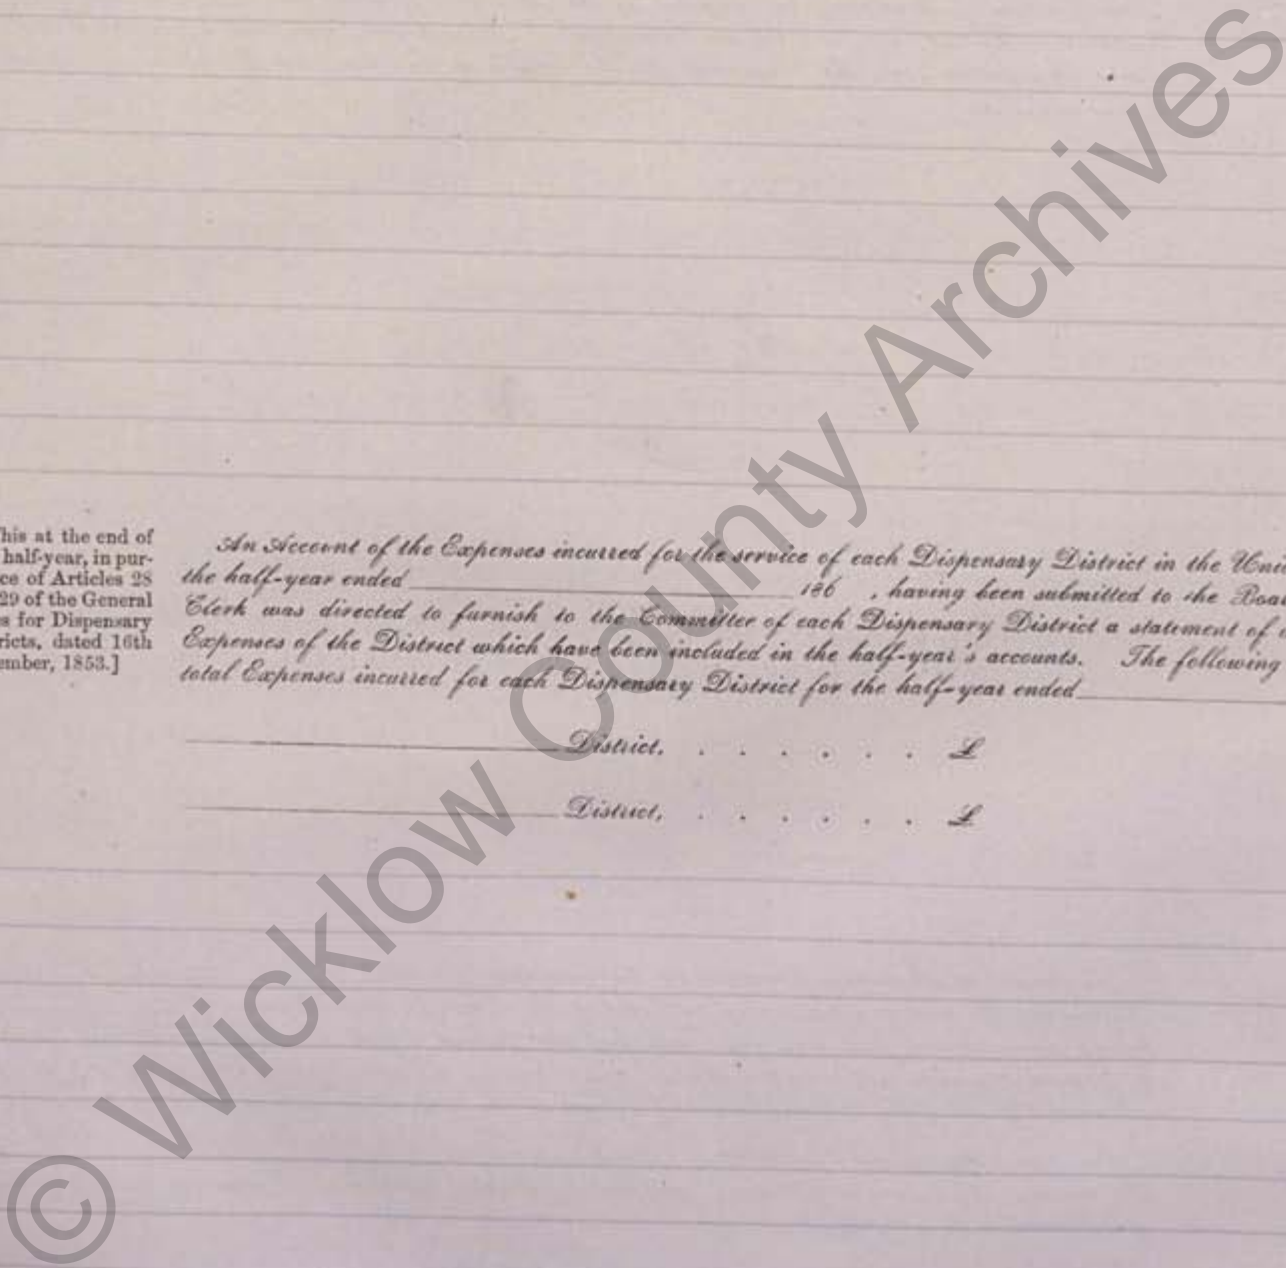 his at the end of
half-year, in pur-
ce of Articles 28
29 of the General
s for Dispensary
ricts, dated 16th
ember, 1853.]
An Account of the Expenses incurred for the service of each Dispensary District in the Uni
the half-year ended 186 , having been submitted to the Boar
Clerk was directed to furnish to the Committee of each Dispensary District a statement of
Expenses of the District which have been included in the half-year's accounts. The following
total Expenses incurred for each Dispensary District for the half-year ended
District, . . . . . . £
District, . . . . . . £
© Wicklow County Archives